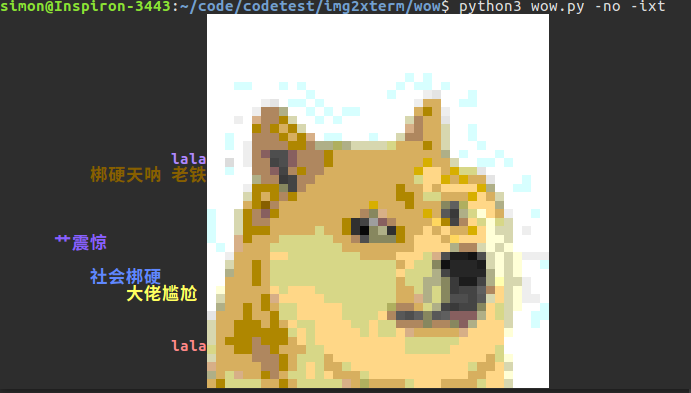 simon@Inspiron-3443:~/code/codetest/img2xterm/wow$ python3 wow.py -no -ixt
lala
梆硬天呐 老铁
艹震惊
社会梆硬
大佬尴尬
lala